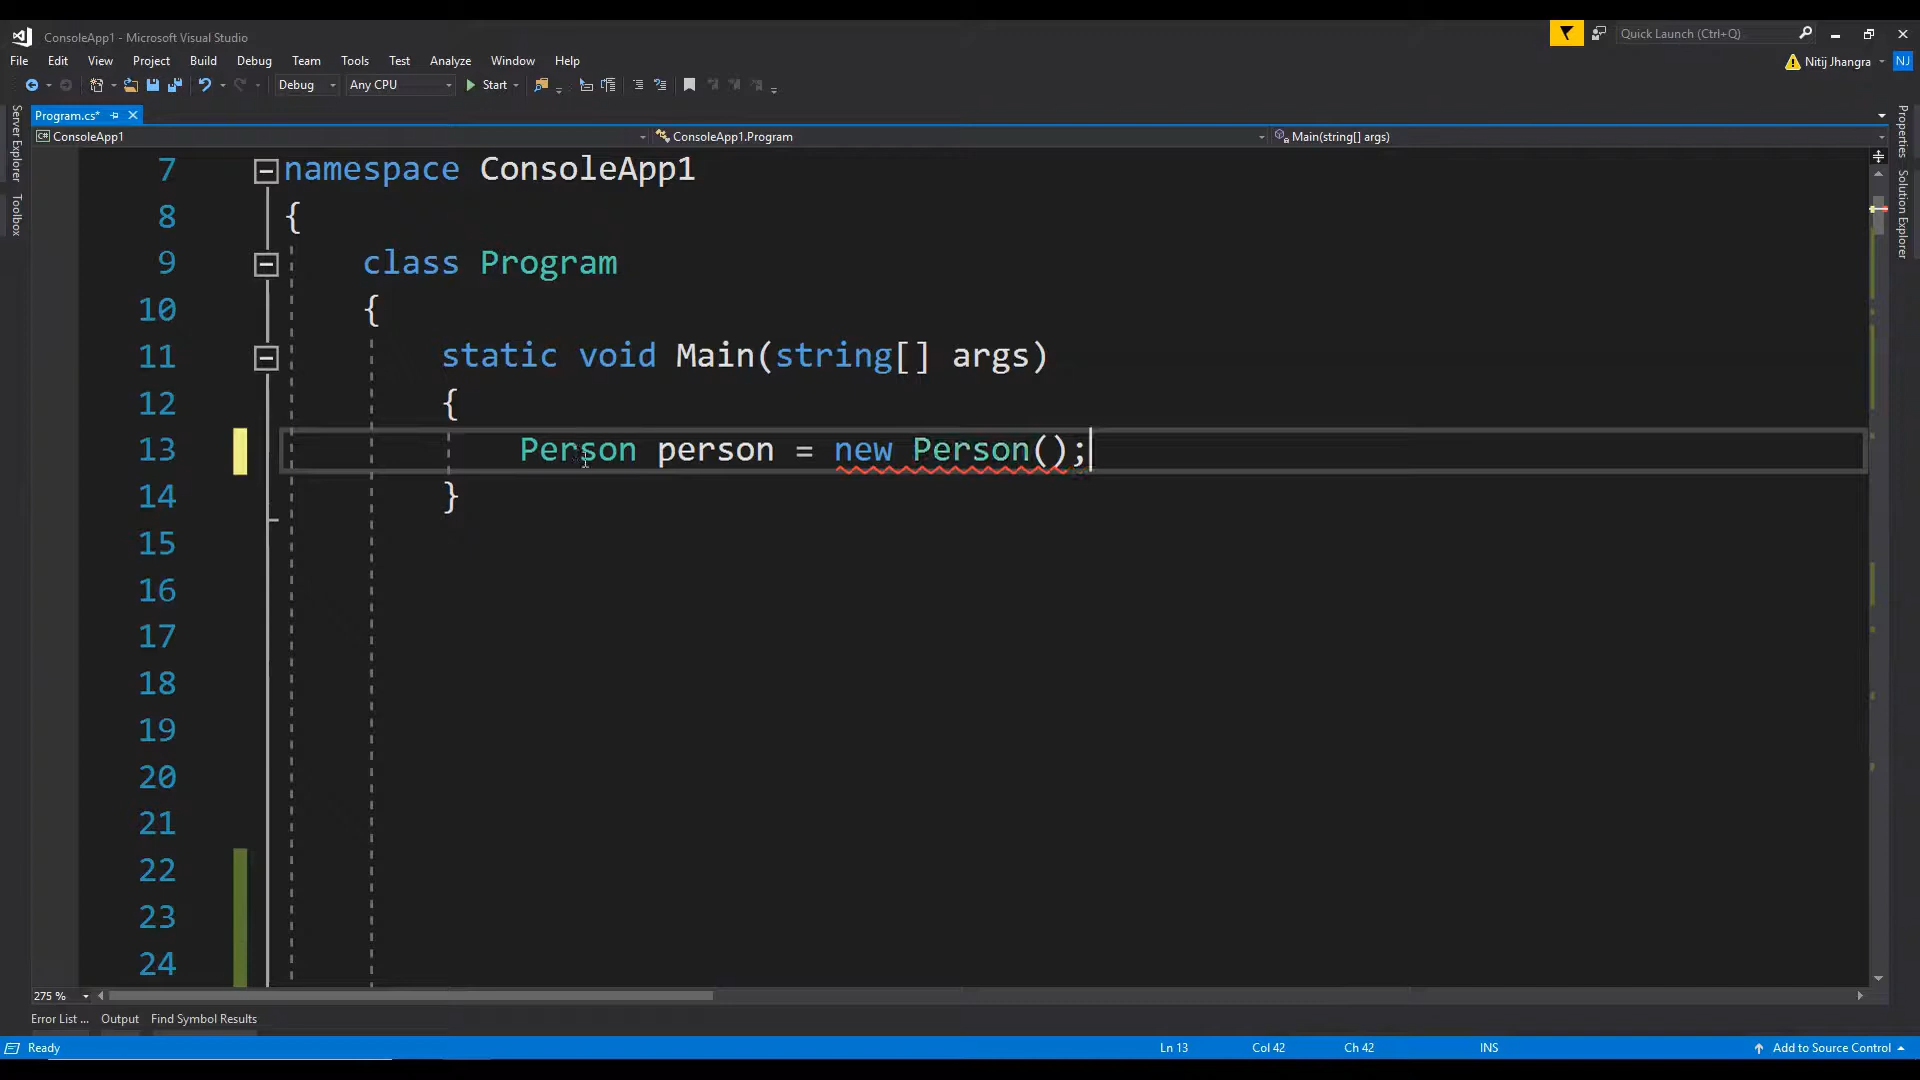 ConsoleApp1 - Microsoft Visual Studio
Quick Launch (Ctrl+Q)
File Edit View Project Build Debug Team Tools Test Analyze Window Help
Nitij Jhangra NJ
Debug Any CPU Start
Program.cs*
ConsoleApp1 ConsoleApp1.Program Main(string[] args)
Server Explorer
Toolbox
Properties
Solution Explorer
7 namespace ConsoleApp1
8 {
9 class Program
10 {
11 static void Main(string[] args)
12 {
13 Person person = new Person();
14 }
15
16
17
18
19
20
21
22
23
24
275 %
Error List ... Output Find Symbol Results
Ready Ln 13 Col 42 Ch 42 INS Add to Source Control